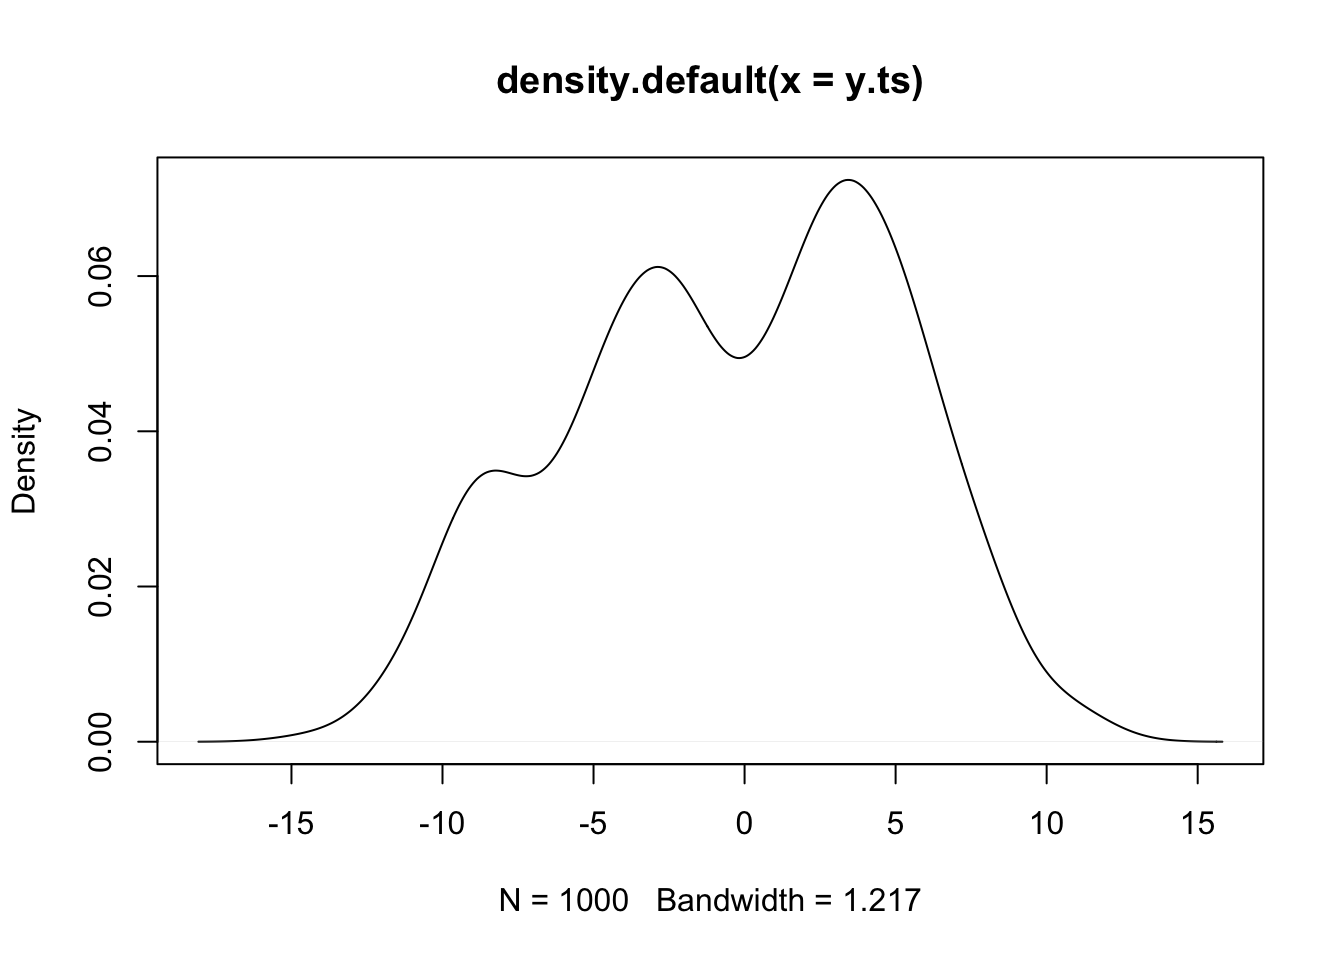 density.default(x = y.ts)
Density
0.06
0.04
0.02
0.00
-15 -10 -5 0 5 10 15
N = 1000 Bandwidth = 1.217